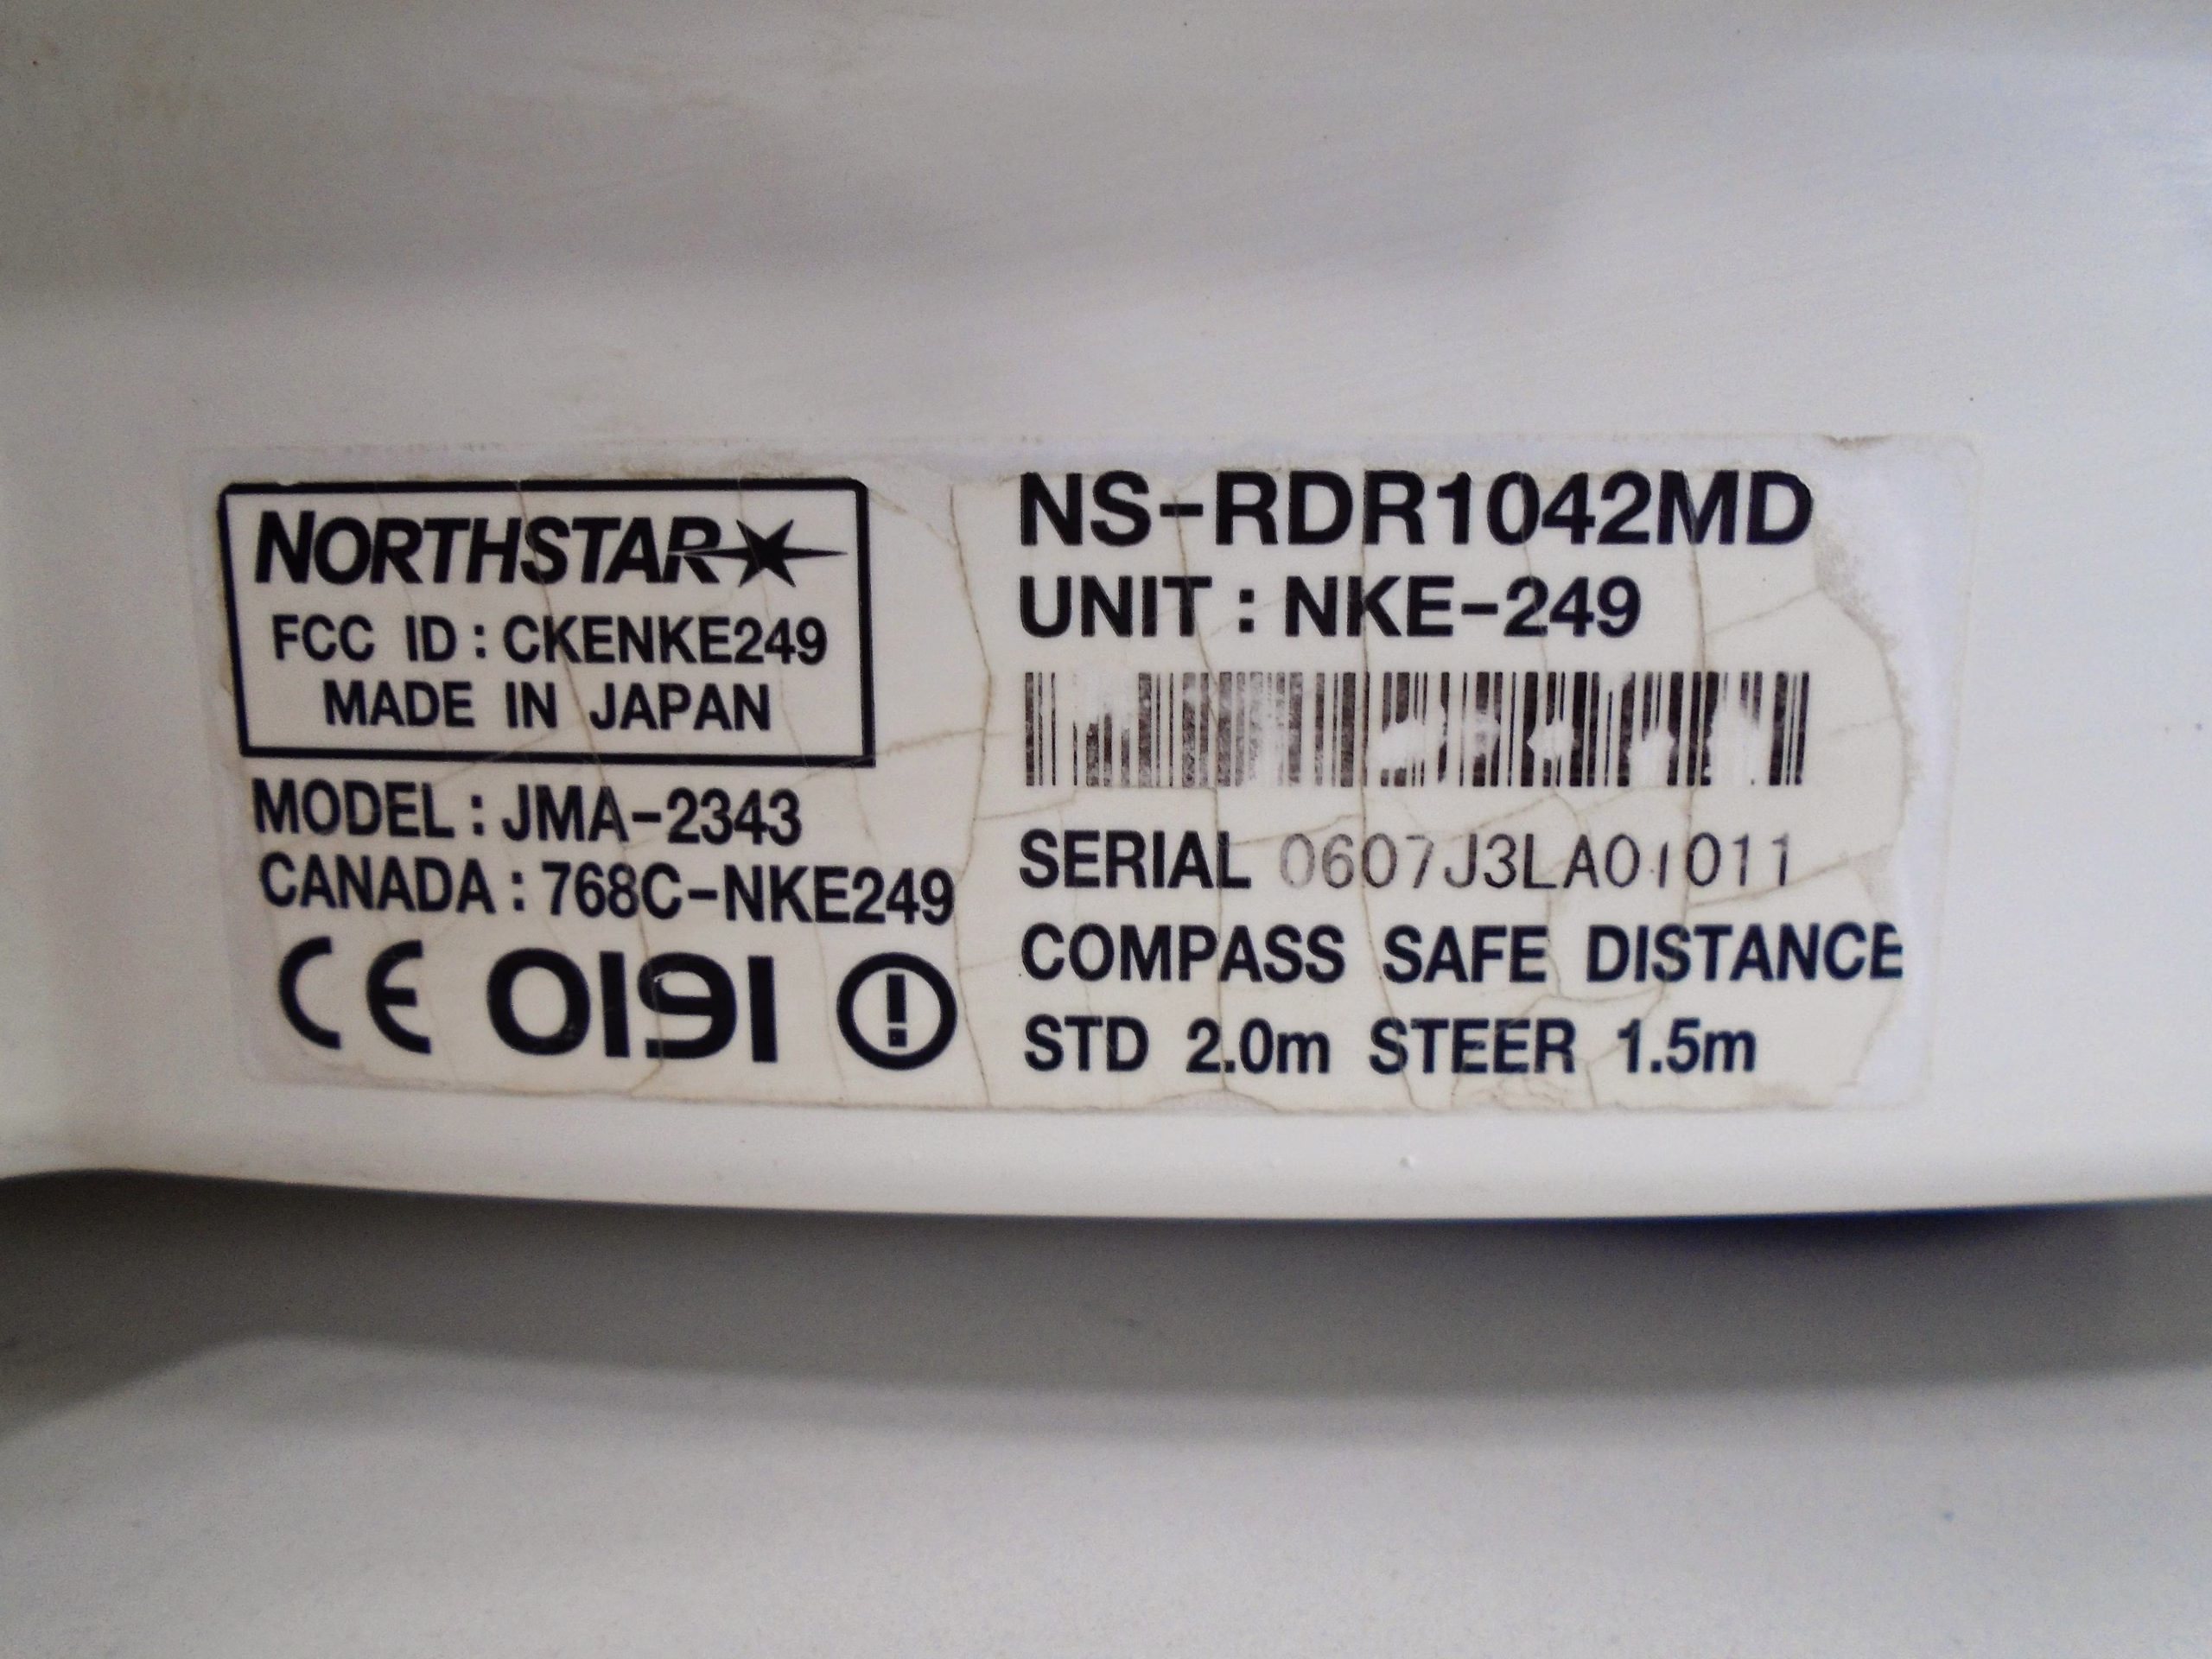 NORTHSTAR
FCC ID : CKENKE249
MADE IN JAPAN
MODEL : JMA-2343
CANADA : 768C-NKE249
CE 0191 !
NS-RDR1042MD
UNIT : NKE-249
SERIAL 0607J3LA01011
COMPASS SAFE DISTANCE
STD 2.0m STEER 1.5m